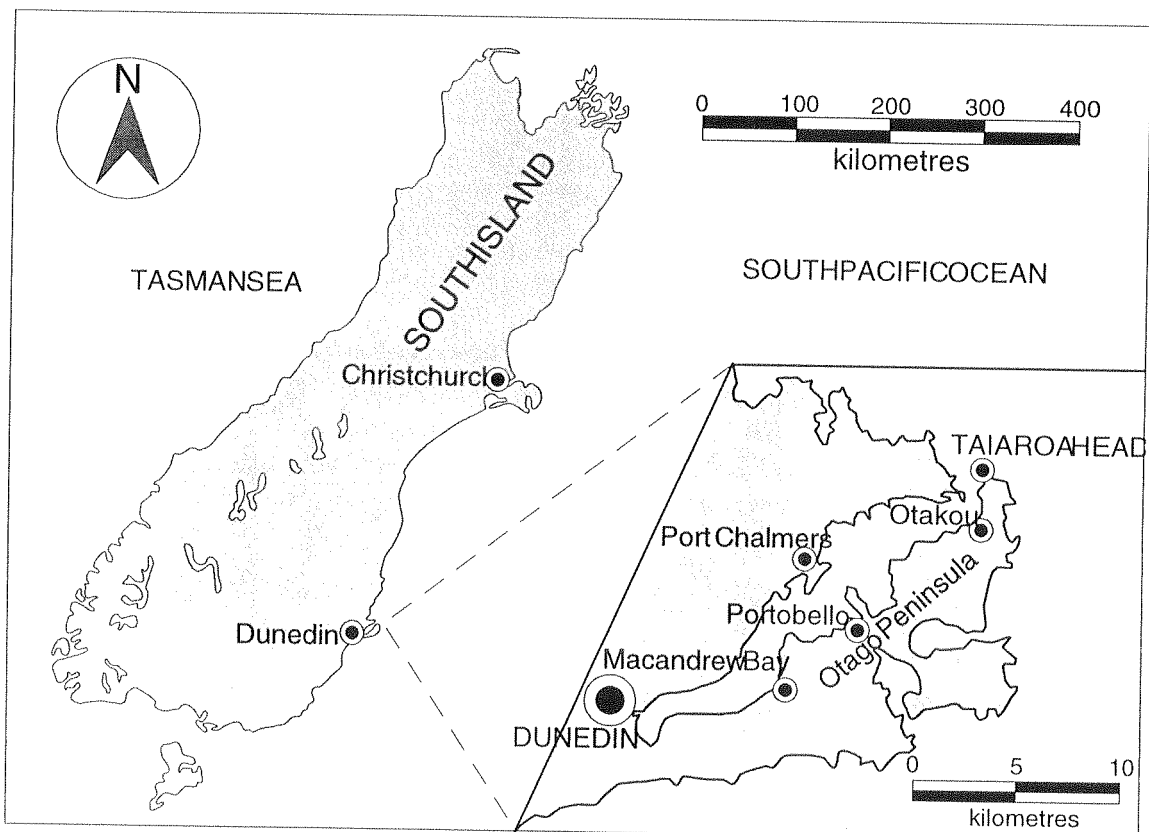 N
0 100 200 300 400
kilometres
SOUTHISLAND
TASMANSEA
SOUTHPACIFICOCEAN
Christchurch
TAIAROAHEAD
Otakou
Port Chalmers
Portobello
Otago Peninsula
Dunedin
MacandrewBay
DUNEDIN
0 5 10
kilometres